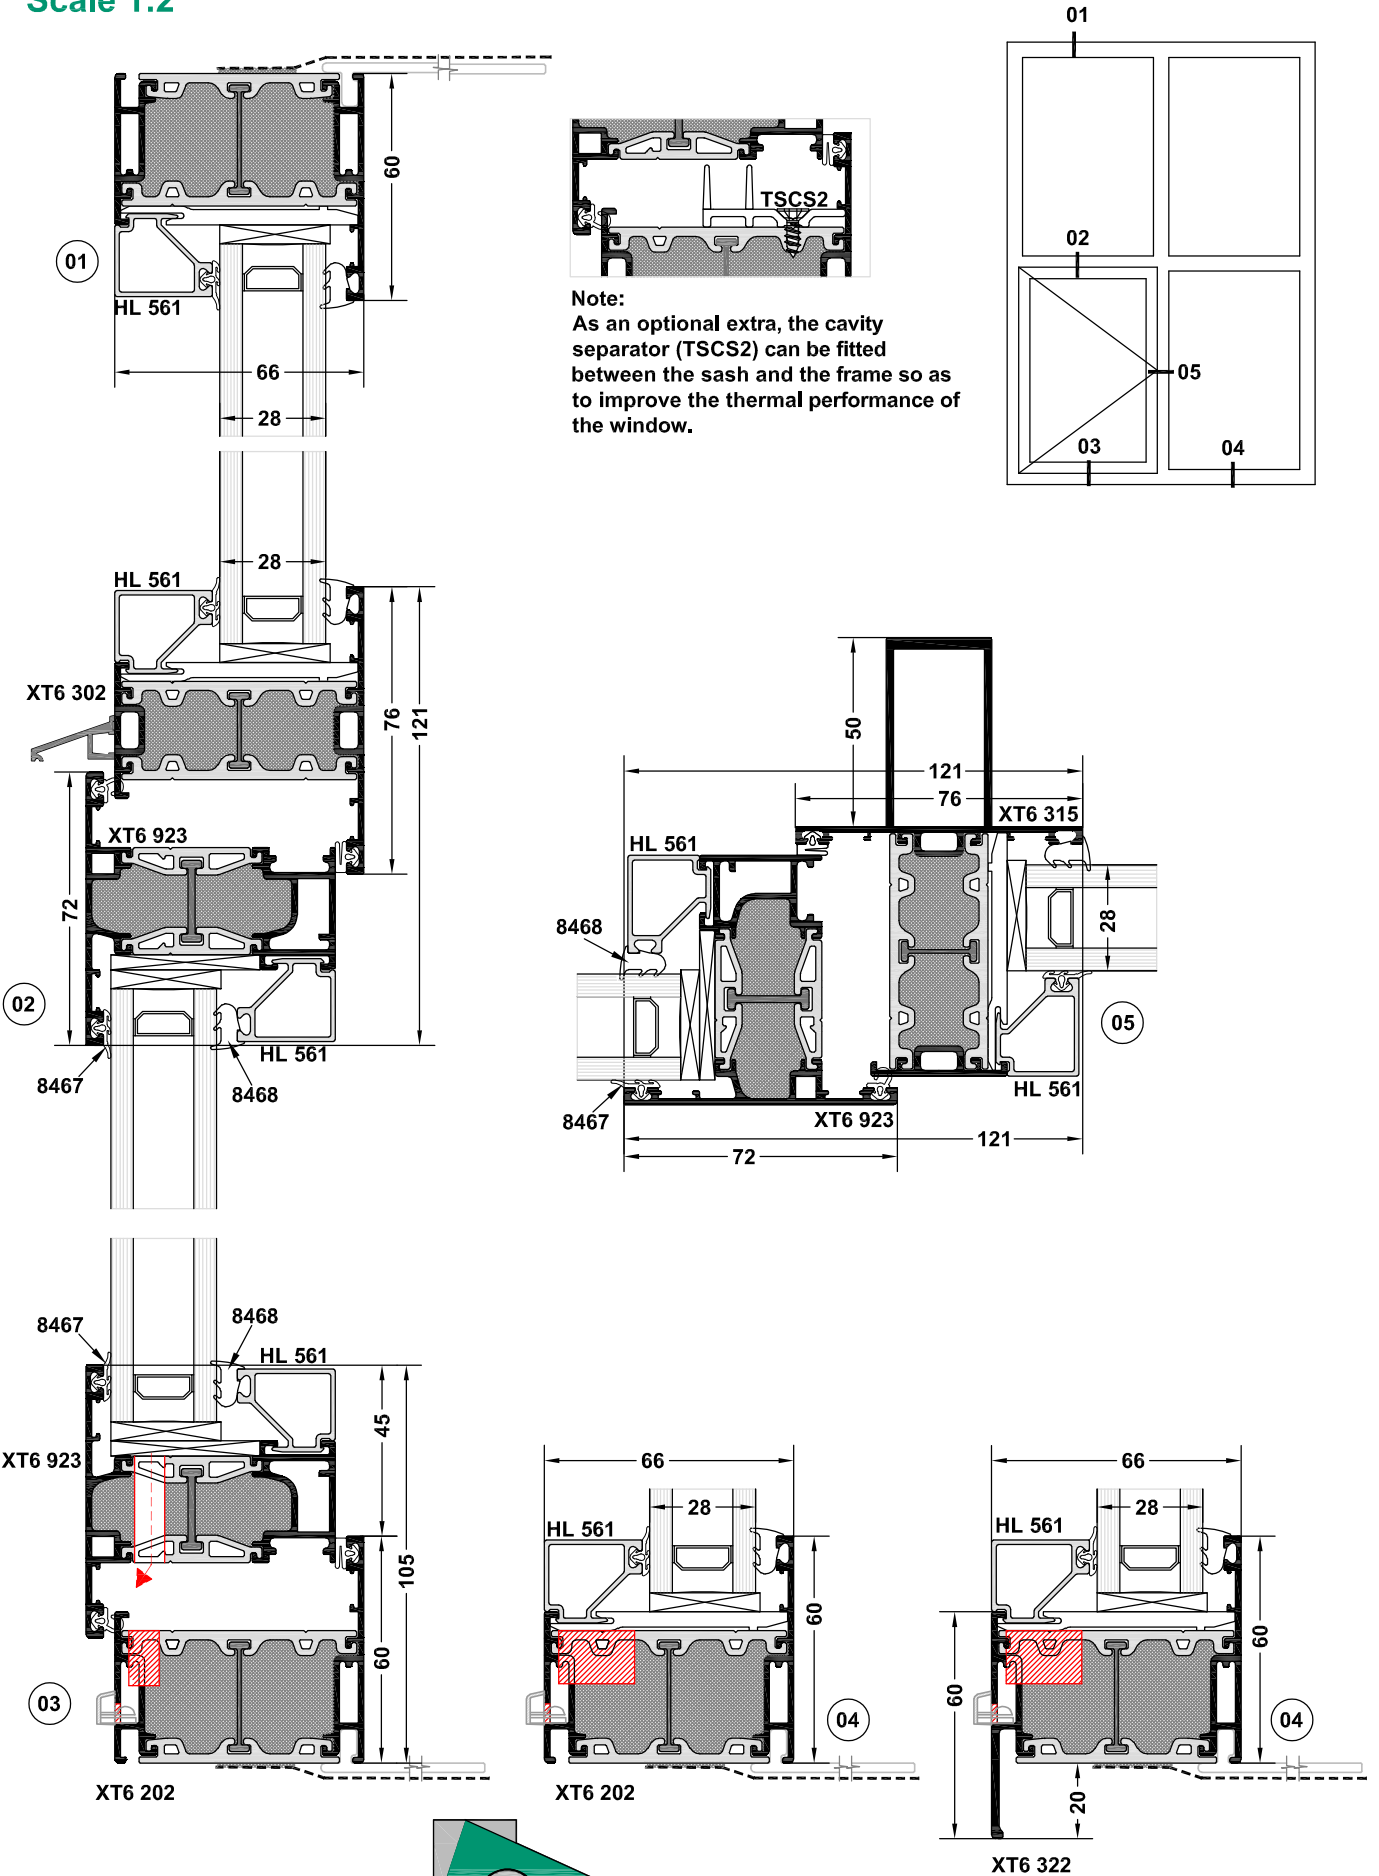 Scale 1:2
01
60
01
HL 561
66
28
TSCS2
Note:
As an optional extra, the cavity
separator (TSCS2) can be fitted
between the sash and the frame so as
to improve the thermal performance of
the window.
01
02
05
03
04
28
HL 561
XT6 302
76
121
XT6 923
72
02
HL 561
8467
8468
50
121
76
XT6 315
HL 561
8468
28
05
HL 561
8467
XT6 923
121
72
8467
8468
HL 561
45
XT6 923
105
60
03
XT6 202
66
28
HL 561
60
04
XT6 202
66
28
HL 561
60
60
04
20
XT6 322